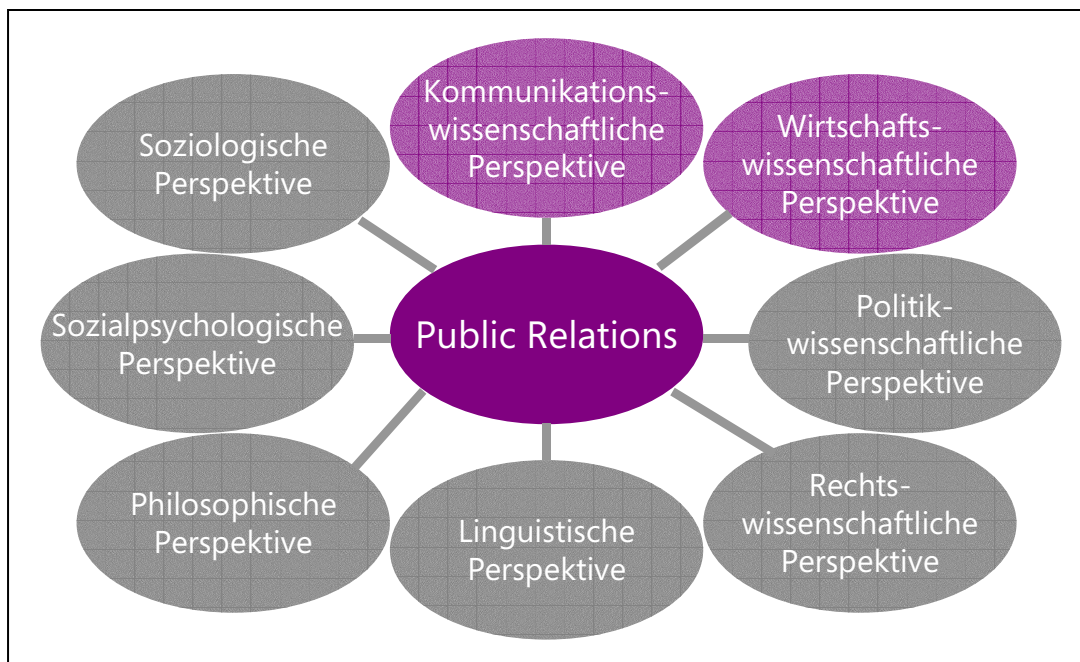 Kommunikations-
wissenschaftliche
Perspektive
Soziologische
Perspektive
Wirtschafts-
wissenschaftliche
Perspektive
Sozialpsychologische
Perspektive
Public Relations
Politik-
wissenschaftliche
Perspektive
Philosophische
Perspektive
Linguistische
Perspektive
Rechts-
wissenschaftliche
Perspektive